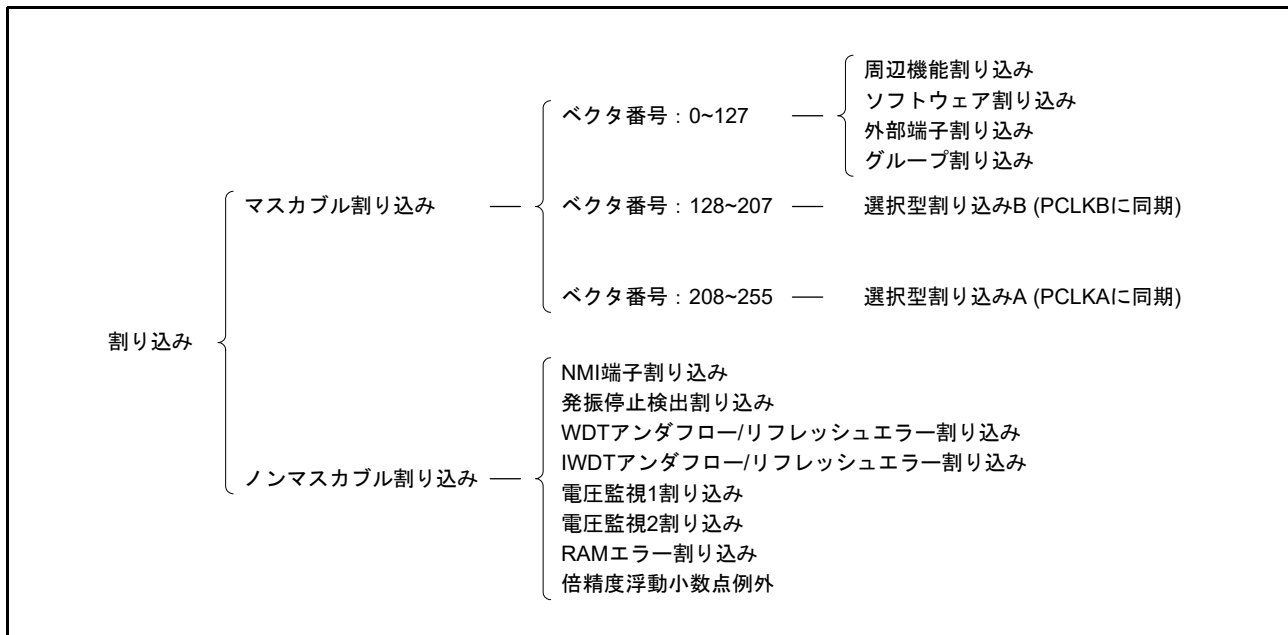 割り込み
マスカブル割り込み
ベクタ番号：0~127
周辺機能割り込み
ソフトウェア割り込み
外部端子割り込み
グループ割り込み
ベクタ番号：128~207
選択型割り込みB (PCLKBに同期)
ベクタ番号：208~255
選択型割り込みA (PCLKAに同期)
ノンマスカブル割り込み
NMI端子割り込み
発振停止検出割り込み
WDTアンダフロー/リフレッシュエラー割り込み
IWDTアンダフロー/リフレッシュエラー割り込み
電圧監視1割り込み
電圧監視2割り込み
RAMエラー割り込み
倍精度浮動小数点例外